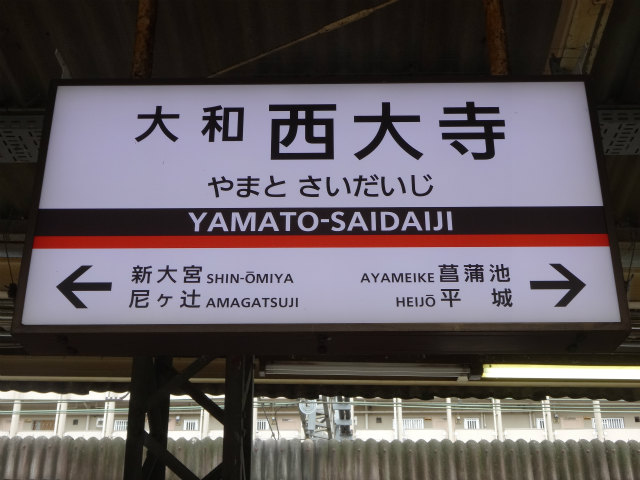 大和西大寺
やまと さいだいじ
YAMATO-SAIDAIJI
← 新大宮 SHIN-ŌMIYA
尼ヶ辻 AMAGATSUJI
AYAMEIKE 菖蒲池 →
HEIJŌ 平城